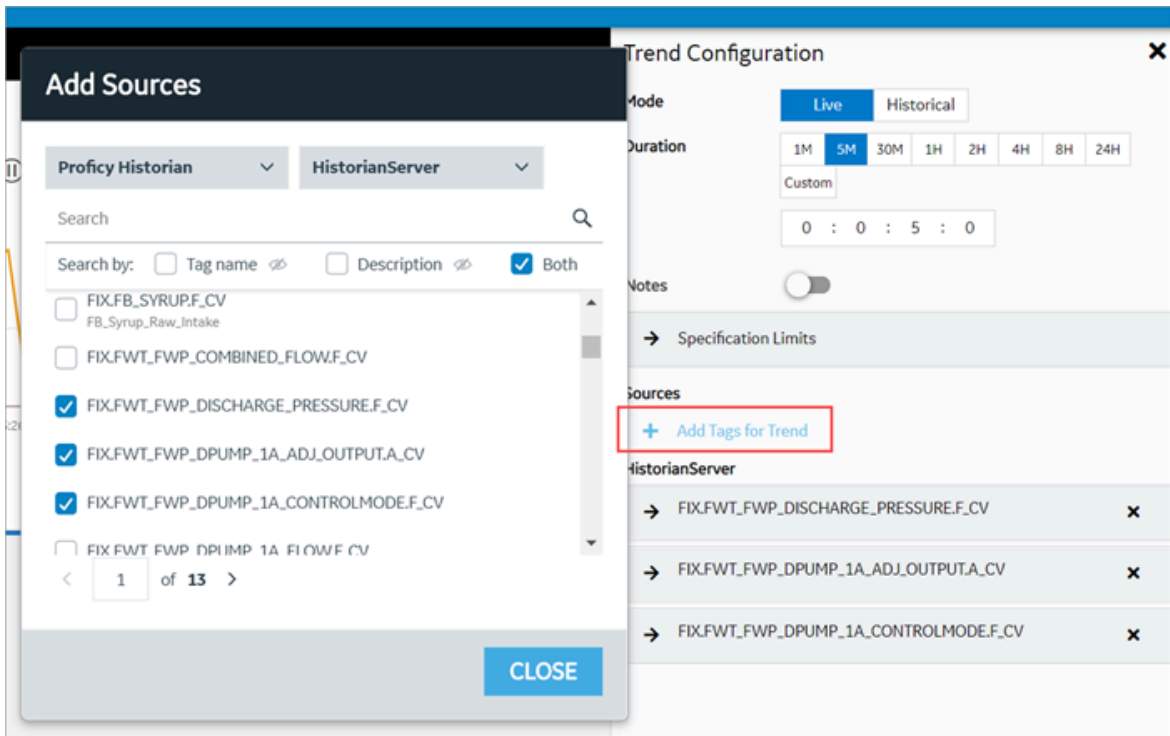 Add Sources
Proficy Historian
HistorianServer
Search
Search by: Tag name Description Both
FIX.FB_SYRUP.F_CV
FB_Syrup_Raw_Intake
FIX.FWT_FWP_COMBINED_FLOW.F_CV
FIX.FWT_FWP_DISCHARGE_PRESSURE.F_CV
FIX.FWT_FWP_DPUMP_1A_ADJ_OUTPUT.A_CV
FIX.FWT_FWP_DPUMP_1A_CONTROLMODE.F_CV
FIX.FWT_FWP_DPUMP_1A_FLOW.F_CV
1 of 13
CLOSE
Trend Configuration
Mode
Live Historical
Duration
1M 5M 30M 1H 2H 4H 8H 24H
Custom
0 : 0 : 5 : 0
Notes
Specification Limits
Sources
+ Add Tags for Trend
HistorianServer
FIX.FWT_FWP_DISCHARGE_PRESSURE.F_CV
FIX.FWT_FWP_DPUMP_1A_ADJ_OUTPUT.A_CV
FIX.FWT_FWP_DPUMP_1A_CONTROLMODE.F_CV